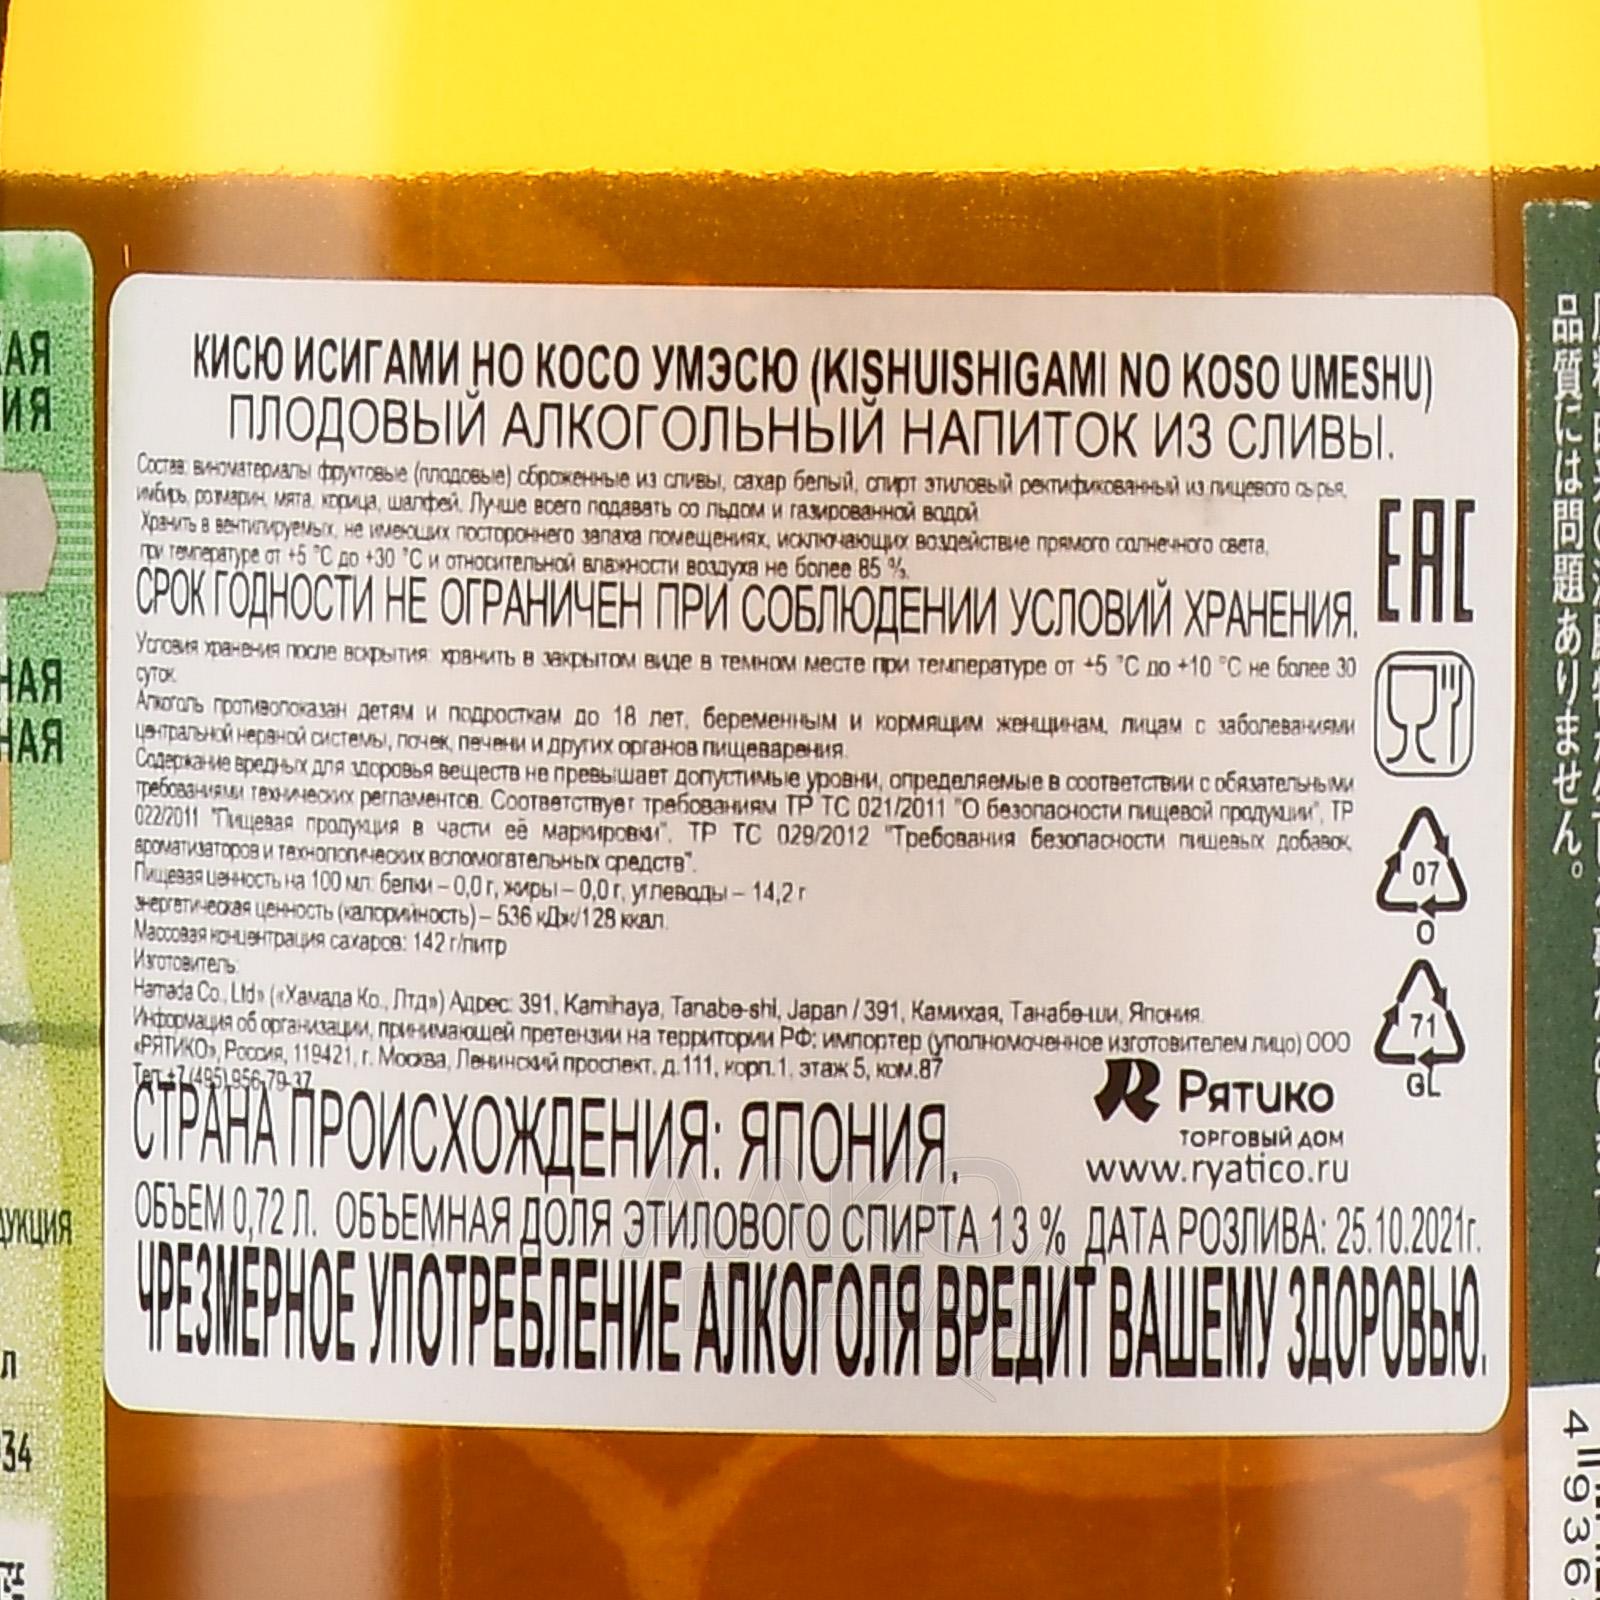 КИСЮ ИСИГАМИ НО КОСО УМЭСЮ (KISHUISHIGAMI NO KOSO UMESHU)
ПЛОДОВЫЙ АЛКОГОЛЬНЫЙ НАПИТОК ИЗ СЛИВЫ.
Состав: виноматериалы фруктовые (плодовые) сброженные из сливы, сахар белый, спирт этиловый ректификованный из пищевого сырья,
имбирь, розмарин, мята, корица, шалфей. Лучше всего подавать со льдом и газированной водой.
Хранить в вентилируемых, не имеющих постороннего запаха помещениях, исключающих воздействие прямого солнечного света,
при температуре от +5 °С до +30 °С и относительной влажности воздуха не более 85 %.
СРОК ГОДНОСТИ НЕ ОГРАНИЧЕН ПРИ СОБЛЮДЕНИИ УСЛОВИЙ ХРАНЕНИЯ.
Условия хранения после вскрытия: хранить в закрытом виде в темном месте при температуре от +5 °С до +10 °С не более 30
суток.
Алкоголь противопоказан детям и подросткам до 18 лет, беременным и кормящим женщинам, лицам с заболеваниями
центральной нервной системы, почек, печени и других органов пищеварения.
Содержание вредных для здоровья веществ не превышает допустимые уровни, определяемые в соответствии с обязательными
требованиями технических регламентов. Соответствует требованиям ТР ТС 021/2011 "О безопасности пищевой продукции", ТР
022/2011 "Пищевая продукция в части её маркировки", ТР ТС 029/2012 "Требования безопасности пищевых добавок,
ароматизаторов и технологических вспомогательных средств".
Пищевая ценность на 100 мл: белки – 0,0 г, жиры – 0,0 г, углеводы – 14,2 г
энергетическая ценность (калорийность) – 536 кДж/128 ккал.
Массовая концентрация сахаров: 142 г/литр
Изготовитель:
Hamada Co., Ltd» («Хамада Ко., Лтд») Адрес: 391, Kamihaya, Tanabe-shi, Japan / 391, Камихая, Танабе-ши, Япония.
Информация об организации, принимающей претензии на территории РФ: импортер (уполномоченное изготовителем лицо) ООО
«РЯТИКО», Россия, 119421, г. Москва, Ленинский проспект, д.111, корп.1, этаж 5, ком.87
Тел: +7 (495) 956-79-37
СТРАНА ПРОИСХОЖДЕНИЯ: ЯПОНИЯ.
ОБЪЕМ 0,72 Л. ОБЪЕМНАЯ ДОЛЯ ЭТИЛОВОГО СПИРТА 13 % ДАТА РОЗЛИВА: 25.10.2021г.
ЧРЕЗМЕРНОЕ УПОТРЕБЛЕНИЕ АЛКОГОЛЯ ВРЕДИТ ВАШЕМУ ЗДОРОВЬЮ.
EAC
07
O
71
GL
РЯТИКО
ТОРГОВЫЙ ДОМ
www.ryatico.ru
品質には問題ありません。
4 936
34